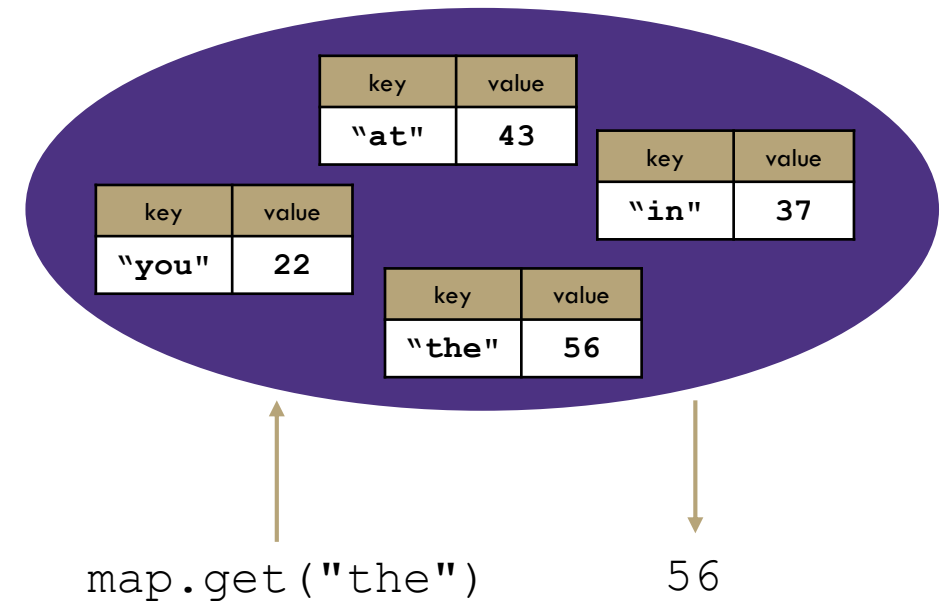 key value
‟at" 43
key value
‟in" 37
key value
‟you" 22
key value
‟the" 56
map.get("the")
56